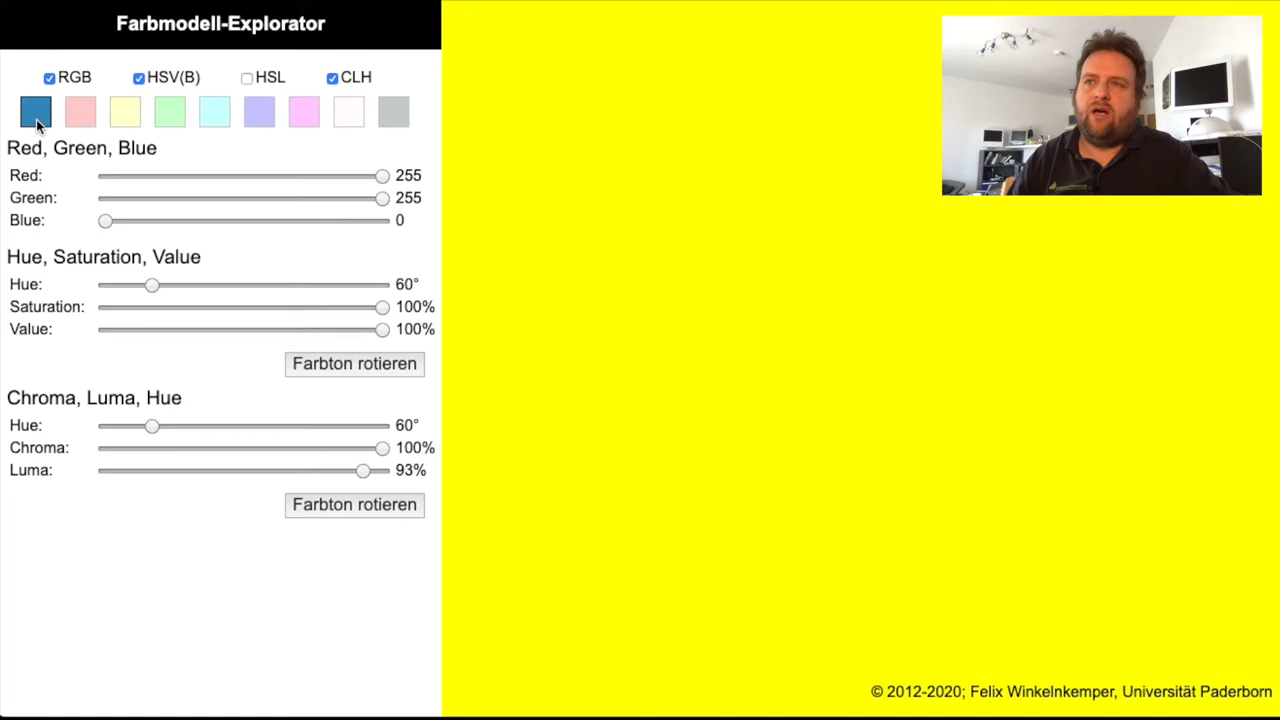 Farbmodell-Explorator
RGB HSV(B) HSL CLH
Red, Green, Blue
Red: 255
Green: 255
Blue: 0
Hue, Saturation, Value
Hue: 60°
Saturation: 100%
Value: 100%
Farbton rotieren
Chroma, Luma, Hue
Hue: 60°
Chroma: 100%
Luma: 93%
Farbton rotieren
© 2012-2020; Felix Winkelnkemper, Universität Paderborn